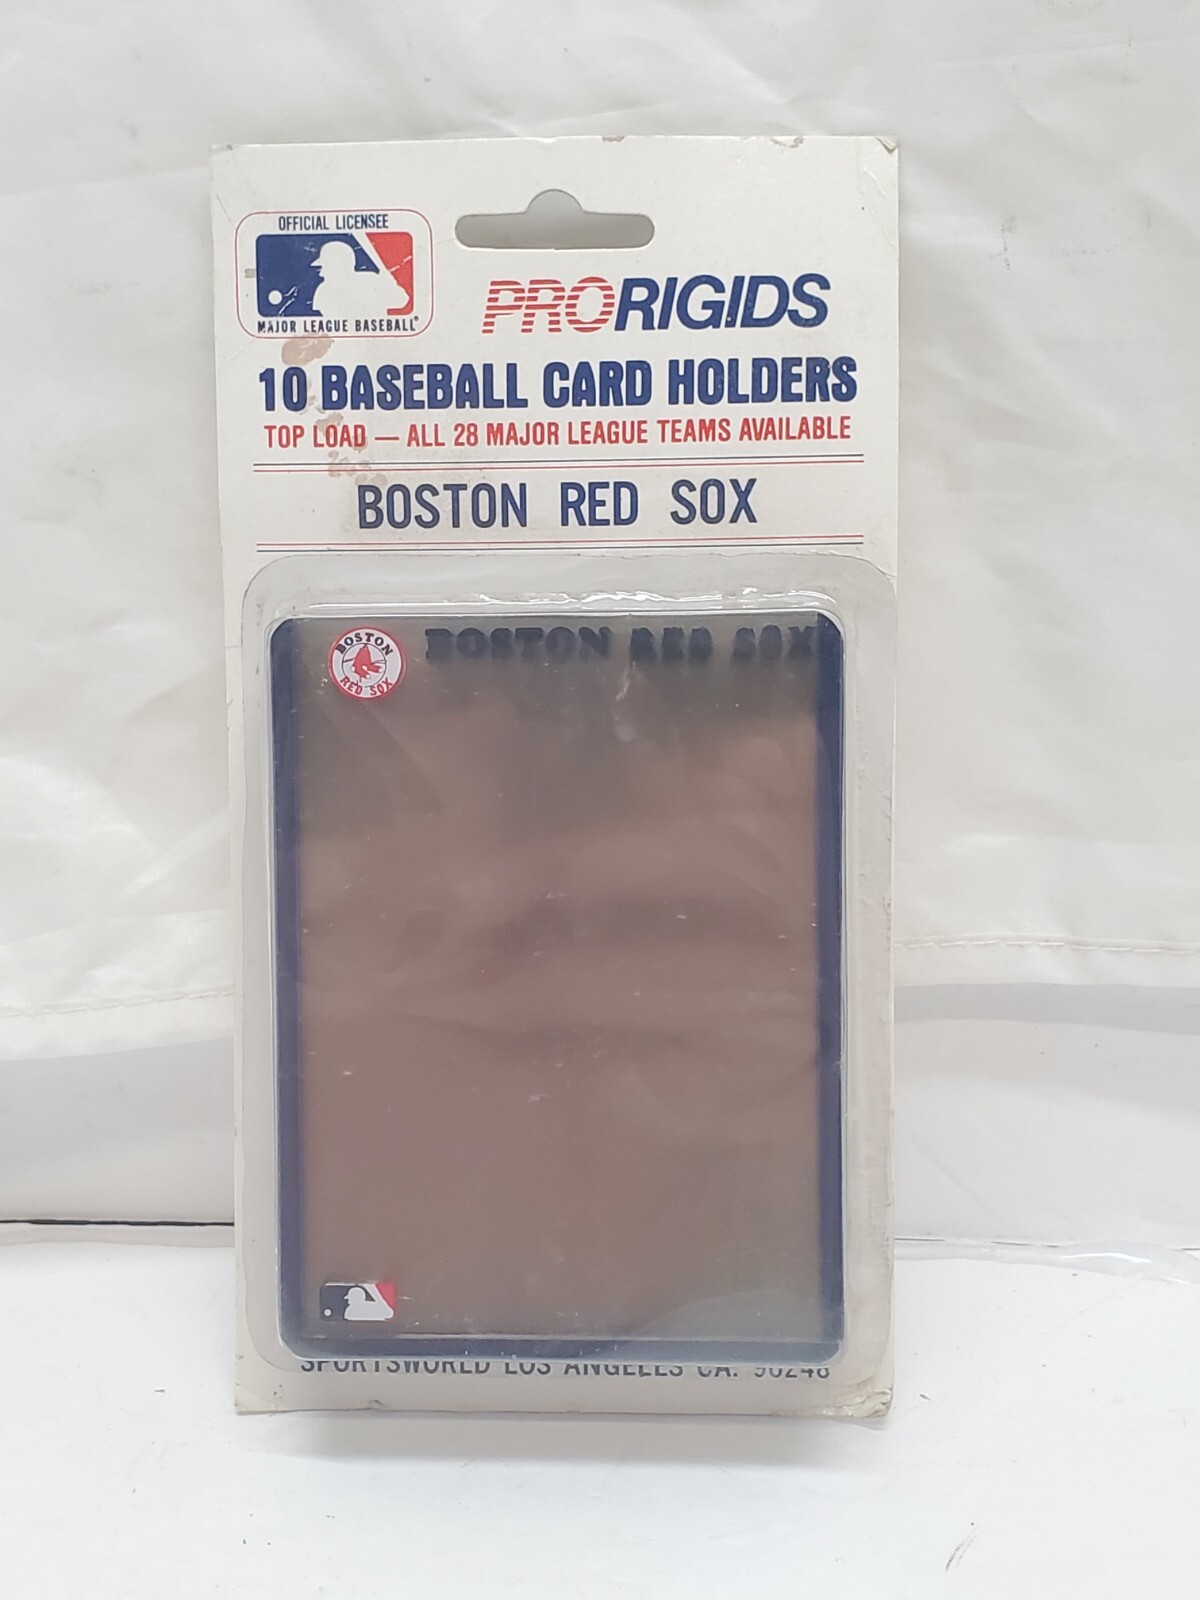 OFFICIAL LICENSEE
MAJOR LEAGUE BASEBALL®
PRORIGIDS
10 BASEBALL CARD HOLDERS
TOP LOAD — ALL 28 MAJOR LEAGUE TEAMS AVAILABLE
BOSTON RED SOX
BOSTON
RED SOX
BOSTON RED SOX
SPORTSWORLD LOS ANGELES CA. 90248